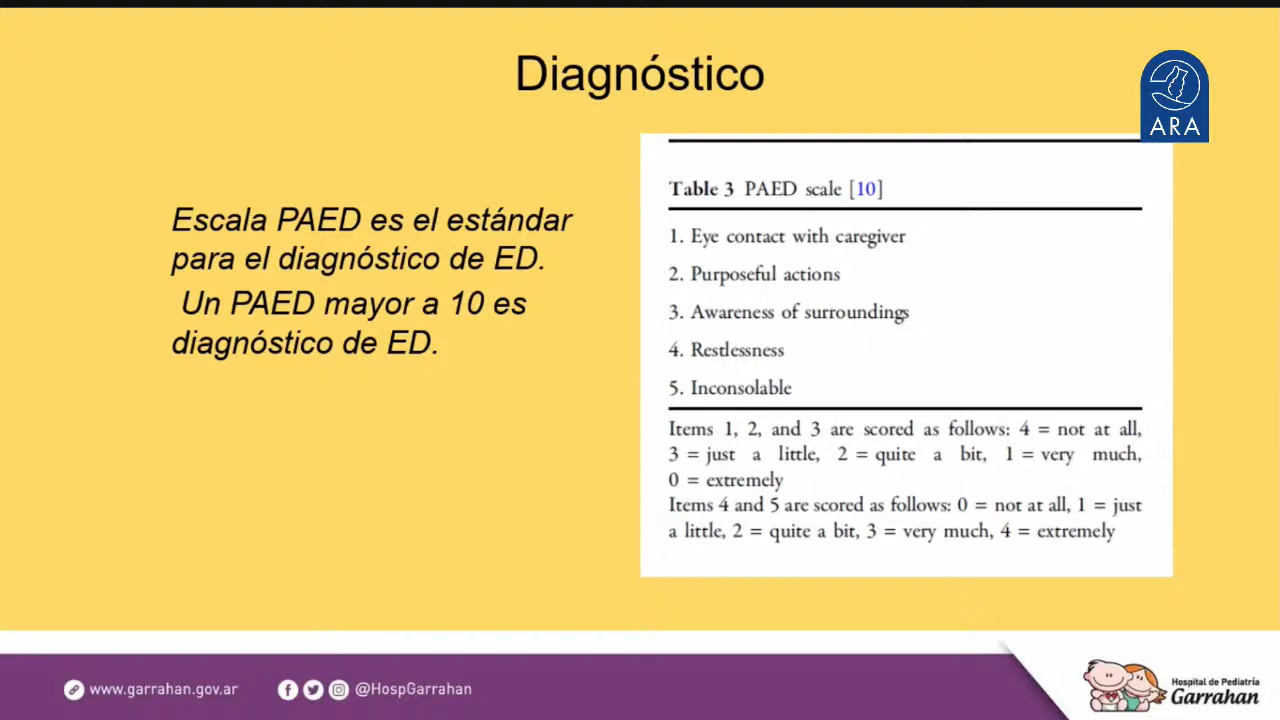 Diagnóstico
ARA
Escala PAED es el estándar
para el diagnóstico de ED.
Un PAED mayor a 10 es
diagnóstico de ED.
Table 3 PAED scale [10]
1. Eye contact with caregiver
2. Purposeful actions
3. Awareness of surroundings
4. Restlessness
5. Inconsolable
Items 1, 2, and 3 are scored as follows: 4 = not at all,
3 = just a little, 2 = quite a bit, 1 = very much,
0 = extremely
Items 4 and 5 are scored as follows: 0 = not at all, 1 = just
a little, 2 = quite a bit, 3 = very much, 4 = extremely
www.garrahan.gov.ar
@HospGarrahan
Hospital de Pediatría
Garrahan